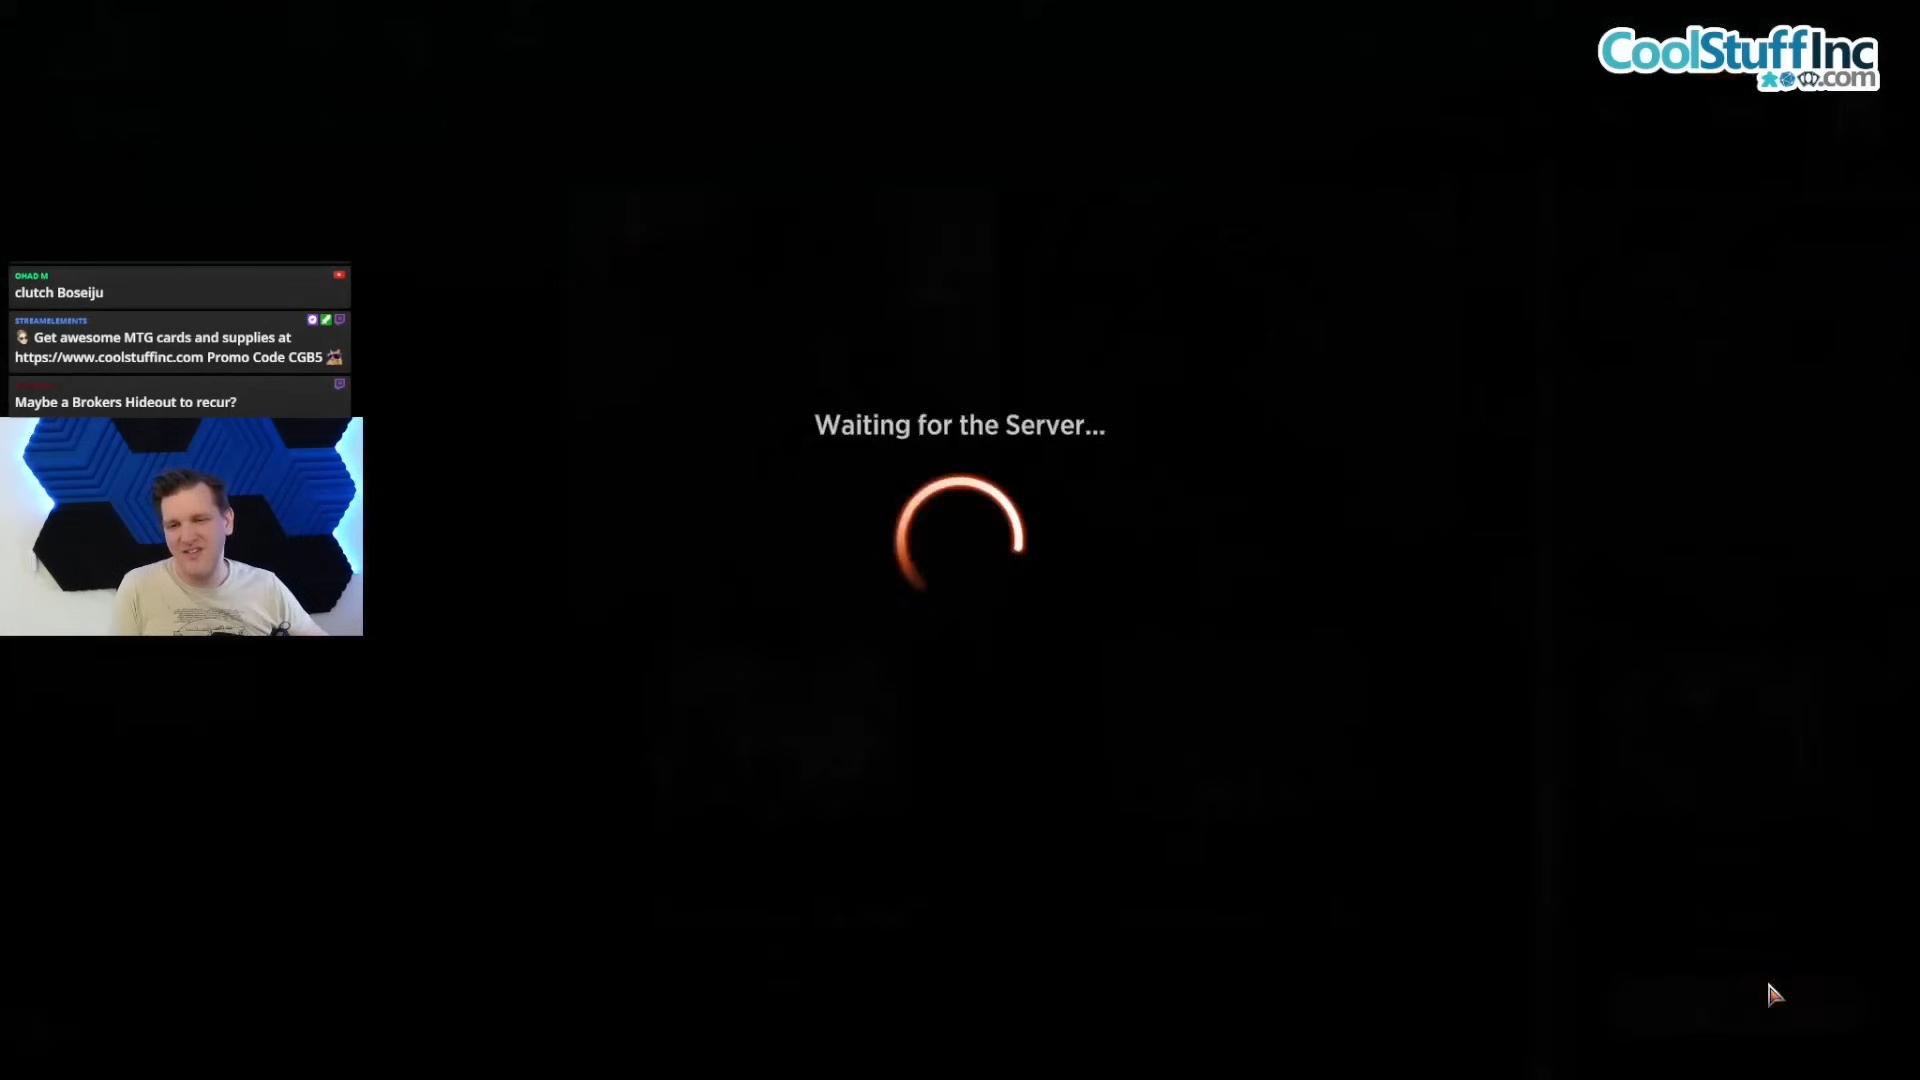 CoolStuffInc
.com
OHAD M
clutch Boseiju
STREAMELEMENTS
Get awesome MTG cards and supplies at
https://www.coolstuffinc.com Promo Code CGB5
Maybe a Brokers Hideout to recur?
Waiting for the Server...